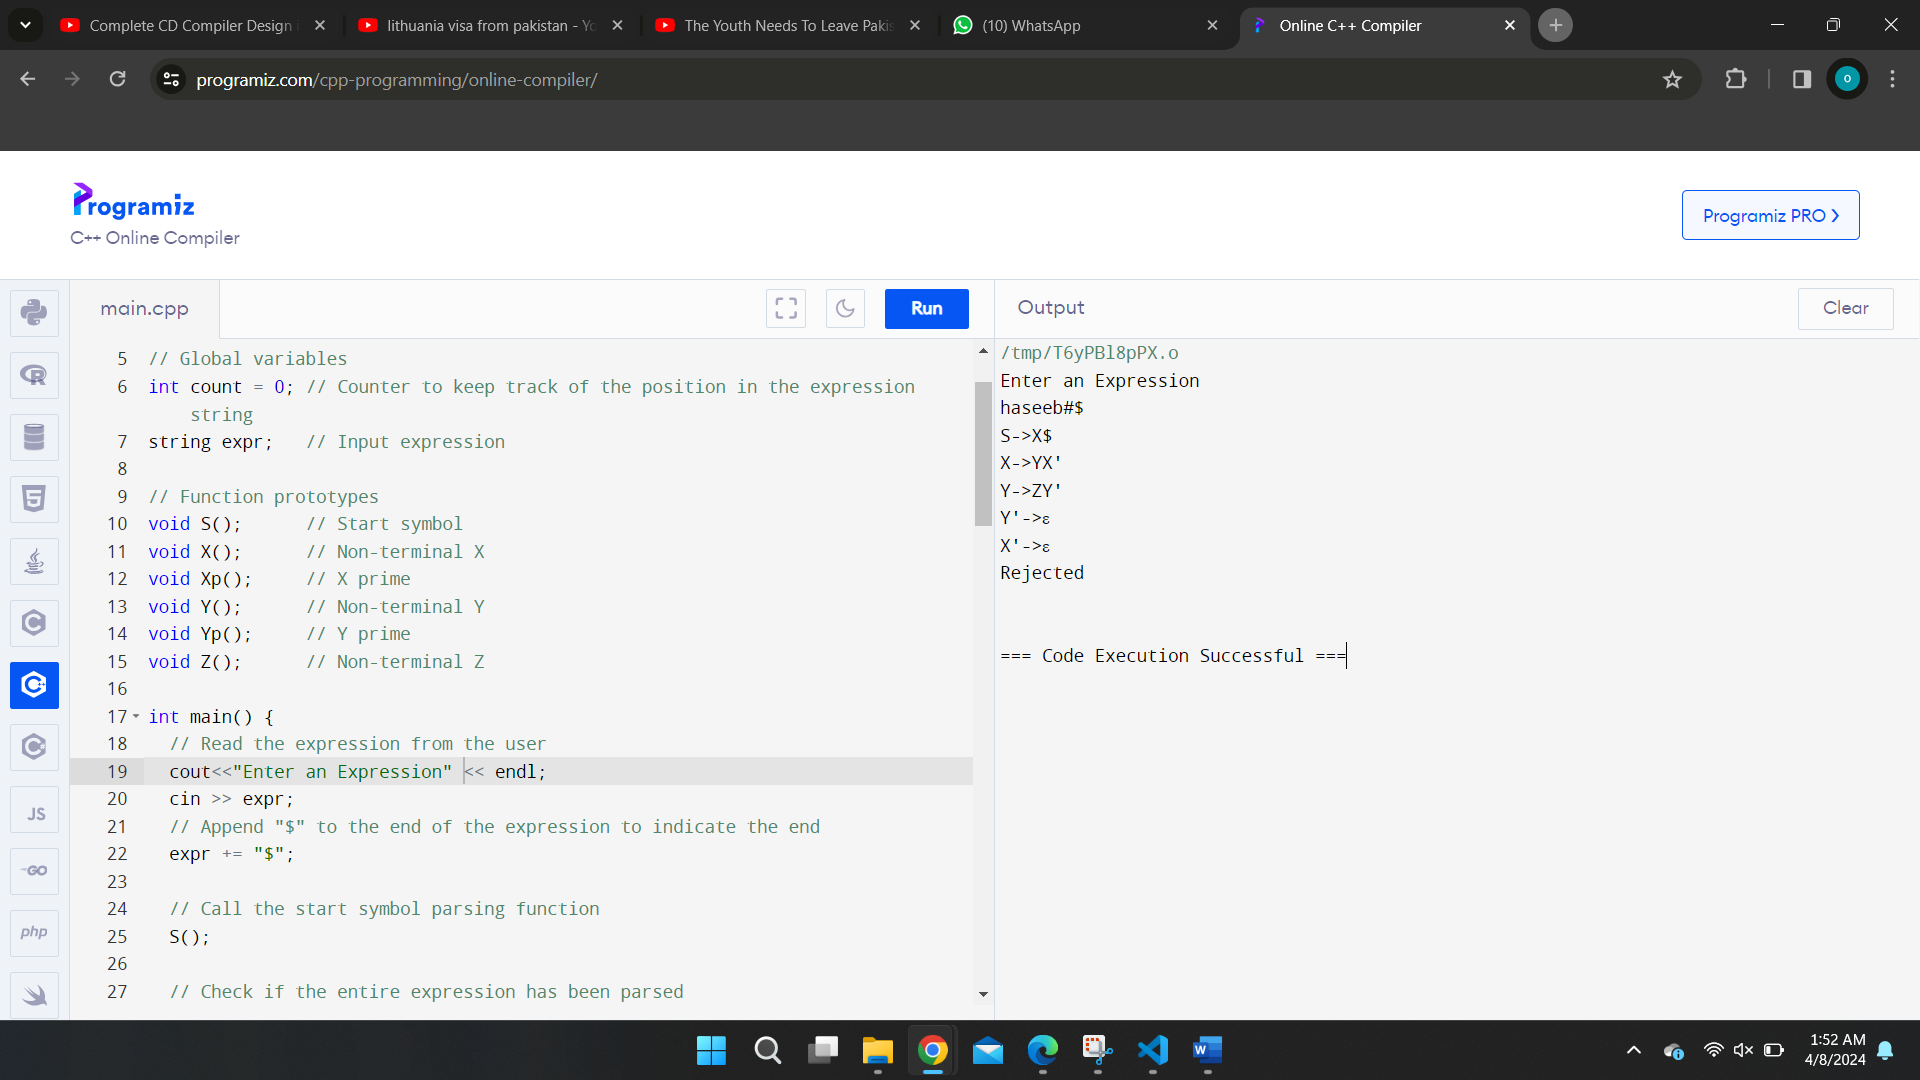 Complete CD Compiler Design i
lithuania visa from pakistan - Yo
The Youth Needs To Leave Pakis
(10) WhatsApp
Online C++ Compiler
programiz.com/cpp-programming/online-compiler/
O
Programiz
C++ Online Compiler
Programiz PRO
main.cpp
Run
Output
Clear
5 // Global variables
6 int count = 0; // Counter to keep track of the position in the expression
string
7 string expr; // Input expression
8
9 // Function prototypes
10 void S(); // Start symbol
11 void X(); // Non-terminal X
12 void Xp(); // X prime
13 void Y(); // Non-terminal Y
14 void Yp(); // Y prime
15 void Z(); // Non-terminal Z
16
17 int main() {
18 // Read the expression from the user
19 cout<<"Enter an Expression" << endl;
20 cin >> expr;
21 // Append "$" to the end of the expression to indicate the end
22 expr += "$";
23
24 // Call the start symbol parsing function
25 S();
26
27 // Check if the entire expression has been parsed
/tmp/T6yPBl8pPX.o
Enter an Expression
haseeb#$
S->X$
X->YX'
Y->ZY'
Y'->ε
X'->ε
Rejected
=== Code Execution Successful ===
JS
GO
php
1:52 AM
4/8/2024